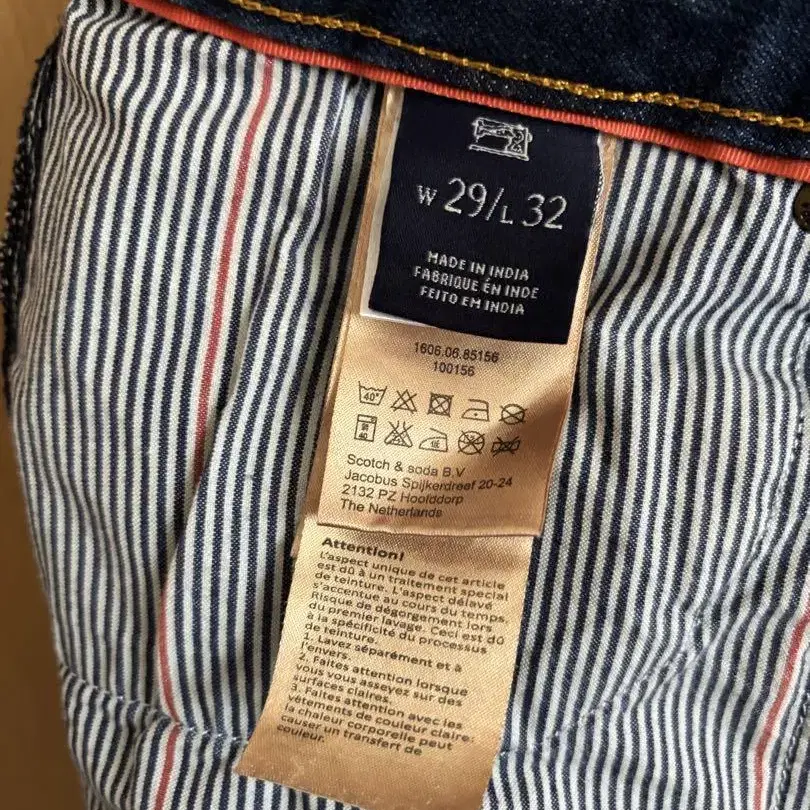 W 29/L 32
MADE IN INDIA
FABRIQUE EN INDE
FEITO EM INDIA
1606.06.85156
100156
40°
40
Scotch & soda B.V
Jacobus Spijkerdreef 20-24
2132 PZ Hoolddorp
The Netherlands
Attention!
L'aspect unique de cet article
est dû à un traitement special
de teinture. L'aspect délavé
s'accentue au cours du temps.
Risque de dégorgement lors
du premier lavage. Ceci est dû
à la spécificité du processus
de teinture.
1. Lavez séparément et à
l'envers.
2. Faites attention lorsque
vous vous asseyez sur des
surfaces claires.
3. Faites attention avec les
vêtements de couleur claire:
la chaleur corporelle peut
causer un transfert de
couleur.